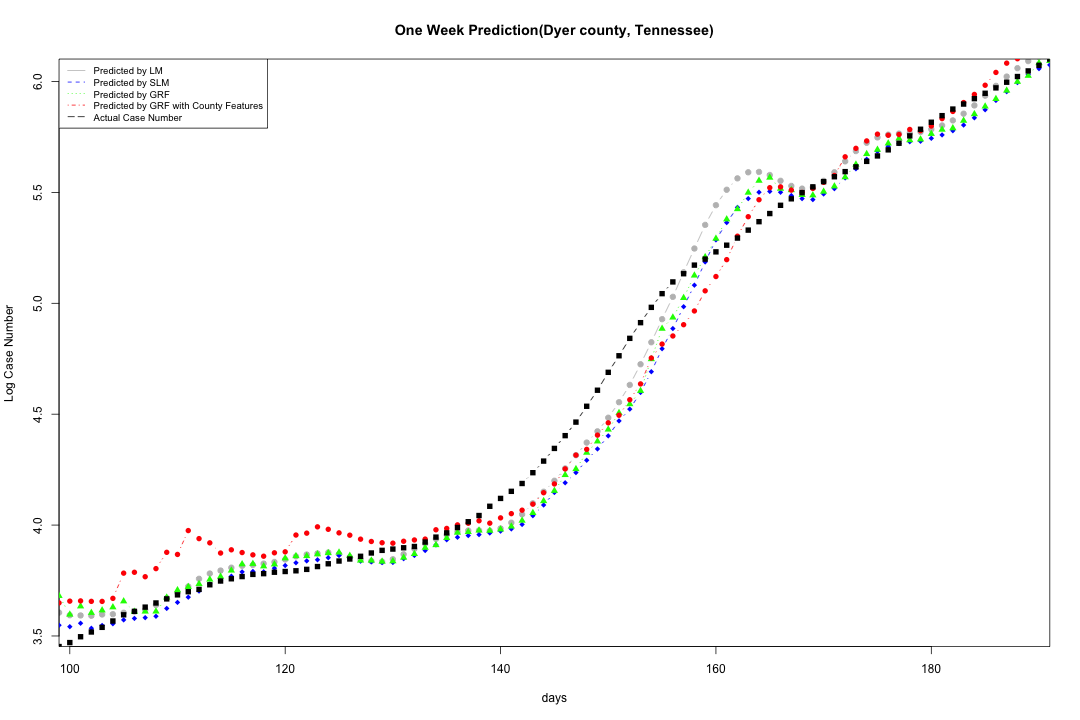 One Week Prediction(Dyer county, Tennessee)
Predicted by LM
Predicted by SLM
Predicted by GRF
Predicted by GRF with County Features
Actual Case Number
6.0
5.5
5.0
4.5
4.0
3.5
Log Case Number
100 120 140 160 180
days